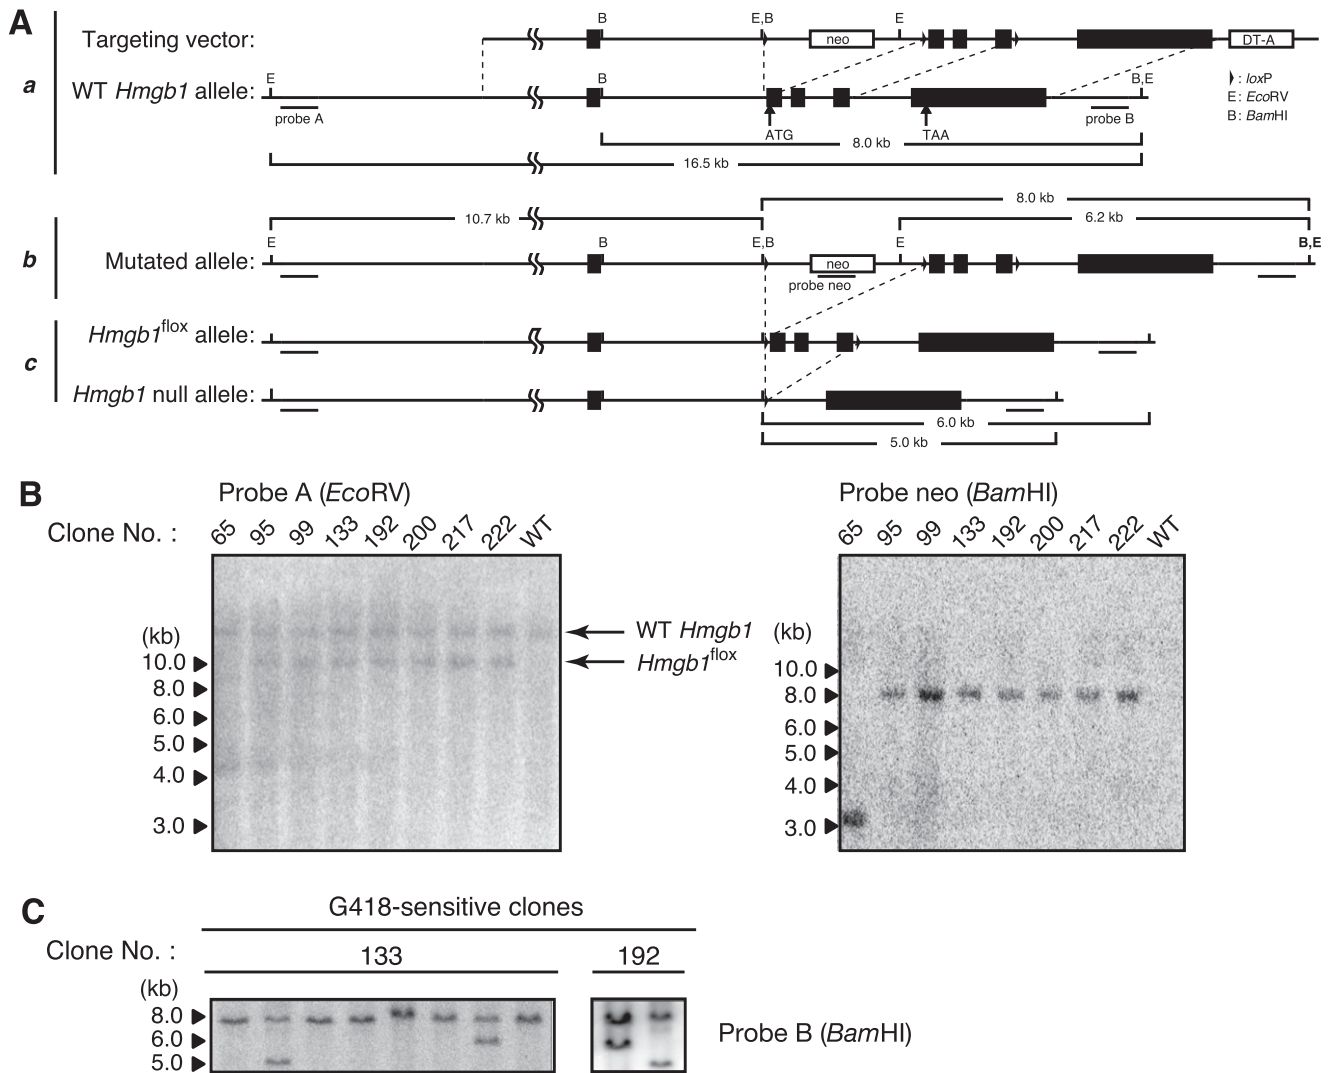 A
a
Targeting vector:
B
E,B
neo
E
DT-A
WT Hmgb1 allele:
E
probe A
B
ATG
TAA
B,E
probe B
: loxP
E : EcoRV
B : BamHI
8.0 kb
16.5 kb
8.0 kb
10.7 kb
6.2 kb
b
Mutated allele:
E
B
E,B
neo
probe neo
E
B,E
c
Hmgb1flox allele:
Hmgb1 null allele:
6.0 kb
5.0 kb
B
Probe A (EcoRV)
Clone No. :
65 95 99 133 192 200 217 222 WT
(kb)
10.0
8.0
6.0
5.0
4.0
3.0
WT Hmgb1
Hmgb1flox
Probe neo (BamHI)
65 95 99 133 192 200 217 222 WT
(kb)
10.0
8.0
6.0
5.0
4.0
3.0
C
G418-sensitive clones
Clone No. :
133
192
(kb)
8.0
6.0
5.0
Probe B (BamHI)